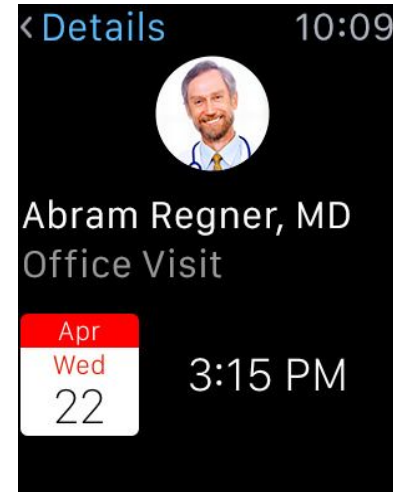 < Details 10:09
Abram Regner, MD
Office Visit
Apr
Wed
22
3:15 PM